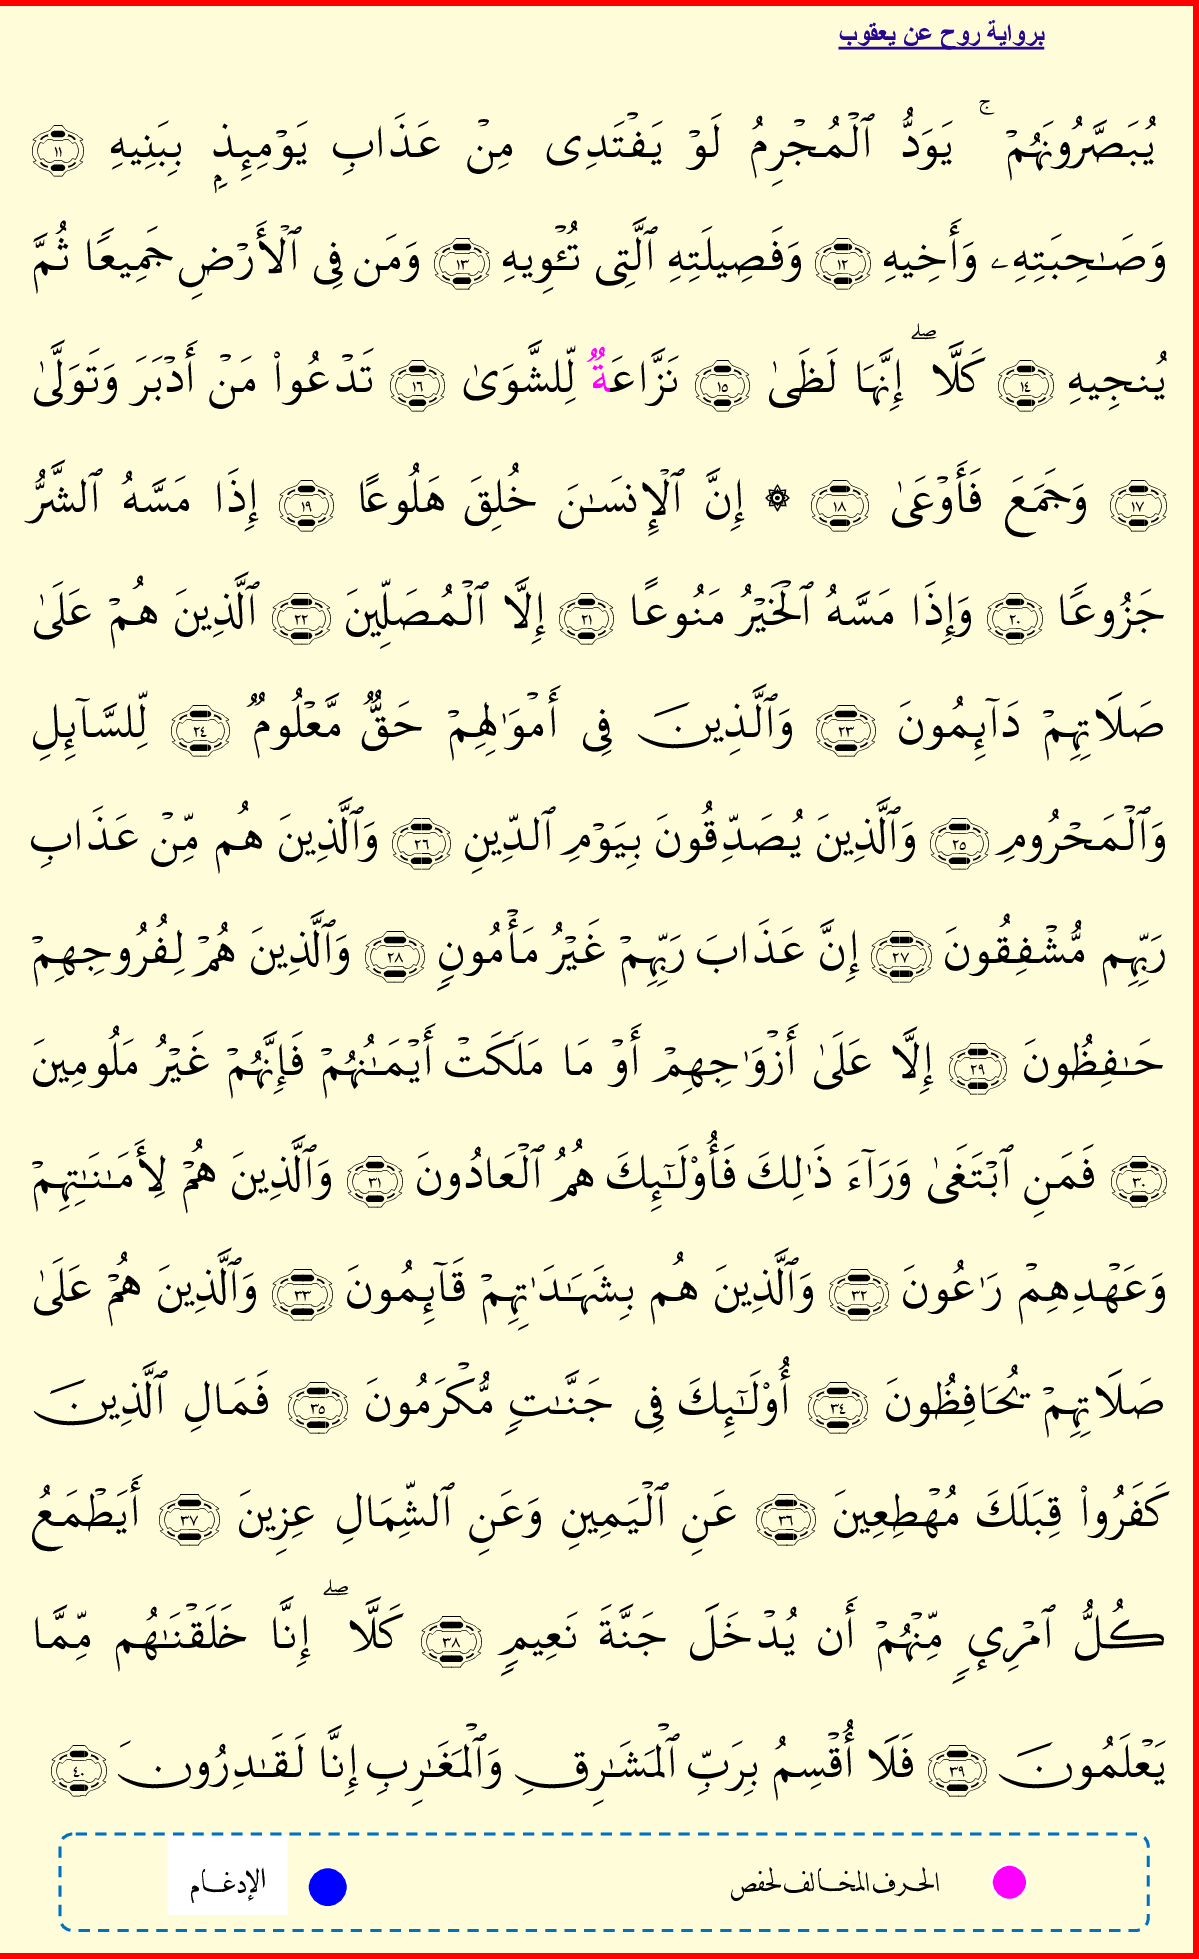 برواية روح عن يعقوب
يُبَصَّرُونَهُمْ ۚ يَوَدُّ ٱلْمُجْرِمُ لَوْ يَفْتَدِى مِنْ عَذَابِ يَوْمِئِذٍۭ بِبَنِيهِ ١١
وَصَـٰحِبَتِهِۦ وَأَخِيهِ ١٢ وَفَصِيلَتِهِ ٱلَّتِى تُـْٔوِيهِ ١٣ وَمَن فِى ٱلْأَرْضِ جَمِيعًا ثُمَّ
يُنجِيهِ ١٤ كَلَّا ۖ إِنَّهَا لَظَىٰ ١٥ نَزَّاعَةٌ لِّلشَّوَىٰ ١٦ تَدْعُوا۟ مَنْ أَدْبَرَ وَتَوَلَّىٰ
١٧ وَجَمَعَ فَأَوْعَىٰ ١٨ ۞ إِنَّ ٱلْإِنسَـٰنَ خُلِقَ هَلُوعًا ١٩ إِذَا مَسَّهُ ٱلشَّرُّ
جَزُوعًا ٢٠ وَإِذَا مَسَّهُ ٱلْخَيْرُ مَنُوعًا ٢١ إِلَّا ٱلْمُصَلِّينَ ٢٢ ٱلَّذِينَ هُمْ عَلَىٰ
صَلَاتِهِمْ دَآئِمُونَ ٢٣ وَٱلَّذِينَ فِى أَمْوَٰلِهِمْ حَقٌّ مَّعْلُومٌ ٢٤ لِّلسَّآئِلِ
وَٱلْمَحْرُومِ ٢٥ وَٱلَّذِينَ يُصَدِّقُونَ بِيَوْمِ ٱلدِّينِ ٢٦ وَٱلَّذِينَ هُم مِّنْ عَذَابِ
رَبِّهِم مُّشْفِقُونَ ٢٧ إِنَّ عَذَابَ رَبِّهِمْ غَيْرُ مَأْمُونٍ ٢٨ وَٱلَّذِينَ هُمْ لِفُرُوجِهِمْ
حَـٰفِظُونَ ٢٩ إِلَّا عَلَىٰ أَزْوَٰجِهِمْ أَوْ مَا مَلَكَتْ أَيْمَـٰنُهُمْ فَإِنَّهُمْ غَيْرُ مَلُومِينَ
٣٠ فَمَنِ ٱبْتَغَىٰ وَرَآءَ ذَٰلِكَ فَأُو۟لَـٰٓئِكَ هُمُ ٱلْعَادُونَ ٣١ وَٱلَّذِينَ هُمْ لِأَمَـٰنَـٰتِهِمْ
وَعَهْدِهِمْ رَٰعُونَ ٣٢ وَٱلَّذِينَ هُم بِشَهَـٰدَٰتِهِمْ قَآئِمُونَ ٣٣ وَٱلَّذِينَ هُمْ عَلَىٰ
صَلَاتِهِمْ يُحَافِظُونَ ٣٤ أُو۟لَـٰٓئِكَ فِى جَنَّـٰتٍ مُّكْرَمُونَ ٣٥ فَمَالِ ٱلَّذِينَ
كَفَرُوا۟ قِبَلَكَ مُهْطِعِينَ ٣٦ عَنِ ٱلْيَمِينِ وَعَنِ ٱلشِّمَالِ عِزِينَ ٣٧ أَيَطْمَعُ
كُلُّ ٱمْرِئٍ مِّنْهُمْ أَن يُدْخَلَ جَنَّةَ نَعِيمٍ ٣٨ كَلَّا ۖ إِنَّا خَلَقْنَـٰهُم مِّمَّا
يَعْلَمُونَ ٣٩ فَلَا أُقْسِمُ بِرَبِّ ٱلْمَشَـٰرِقِ وَٱلْمَغَـٰرِبِ إِنَّا لَقَـٰدِرُونَ ٤٠
الحرف المخالف لحفص الإدغام